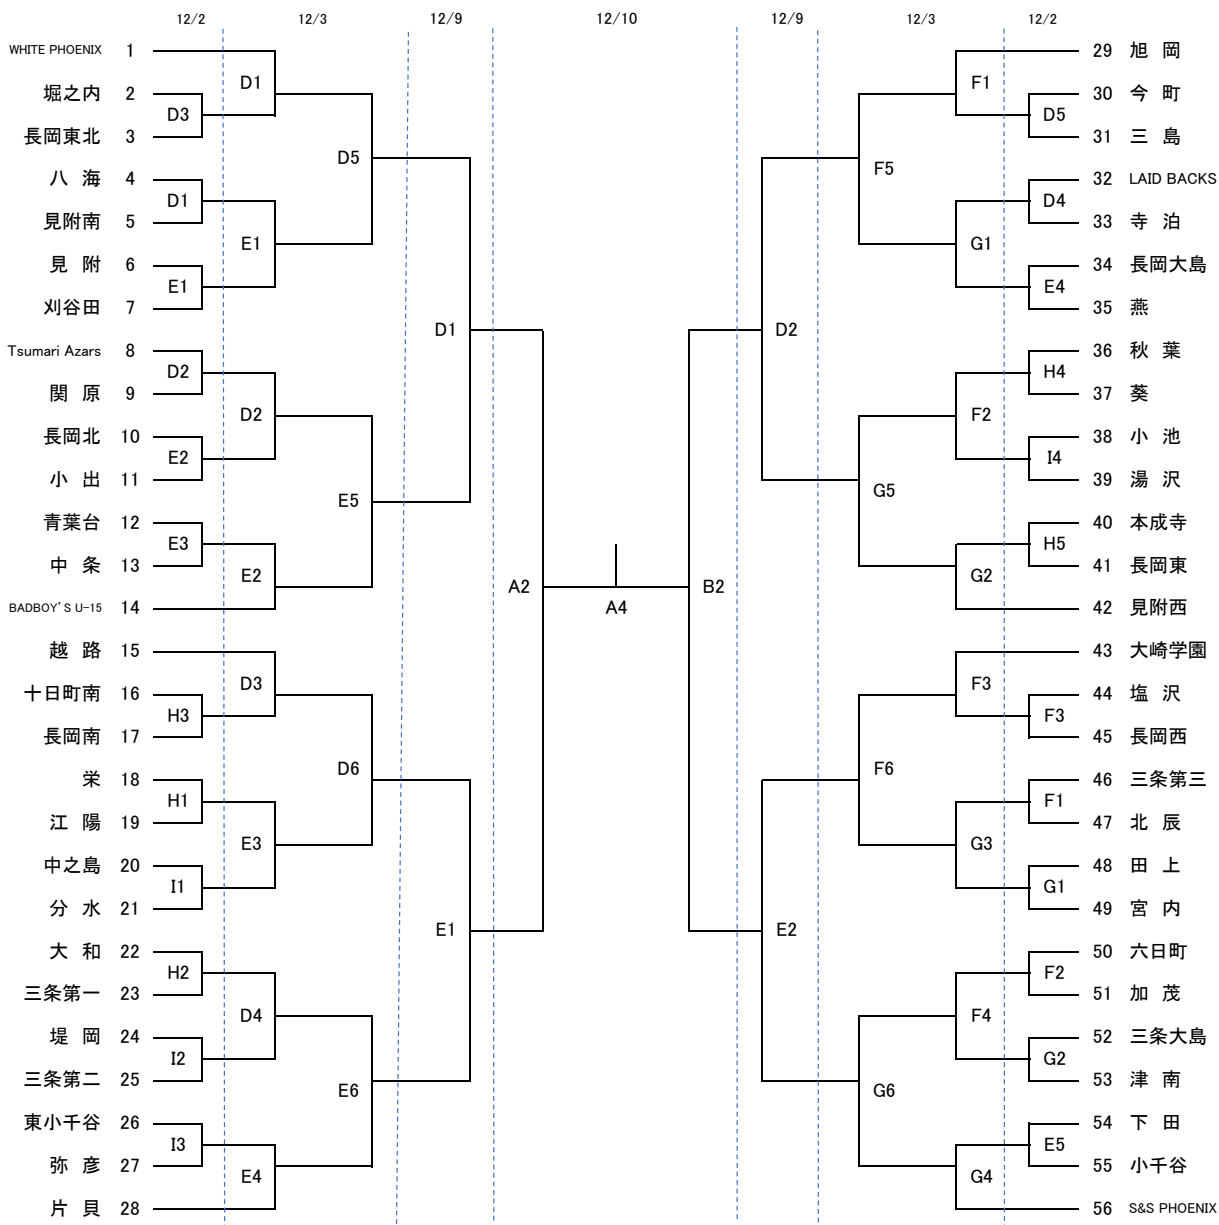 12/2 12/3 12/9 12/10 12/9 12/3 12/2
WHITE PHOENIX 1
堀之内 2
長岡東北 3
八海 4
見附南 5
見附 6
刈谷田 7
Tsumari Azars 8
関原 9
長岡北 10
小出 11
青葉台 12
中条 13
BADBOY'S U-15 14
越路 15
十日町南 16
長岡南 17
栄 18
江陽 19
中之島 20
分水 21
大和 22
三条第一 23
堤岡 24
三条第二 25
東小千谷 26
弥彦 27
片貝 28
D3
D1
E1
D2
E2
E3
H3
H1
I1
H2
I2
I3
D1
E1
D2
E2
D3
E3
D4
E4
D5
E5
D6
E6
D1
E1
A2
A4
B2
D2
E2
F5
G5
F6
G6
F1
G1
F2
G2
F3
G3
F4
G4
D5
D4
E4
H4
I4
H5
F3
F1
G1
F2
G2
E5
29 旭岡
30 今町
31 三島
32 LAID BACKS
33 寺泊
34 長岡大島
35 燕
36 秋葉
37 葵
38 小池
39 湯沢
40 本成寺
41 長岡東
42 見附西
43 大崎学園
44 塩沢
45 長岡西
46 三条第三
47 北辰
48 田上
49 宮内
50 六日町
51 加茂
52 三条大島
53 津南
54 下田
55 小千谷
56 S&S PHOENIX